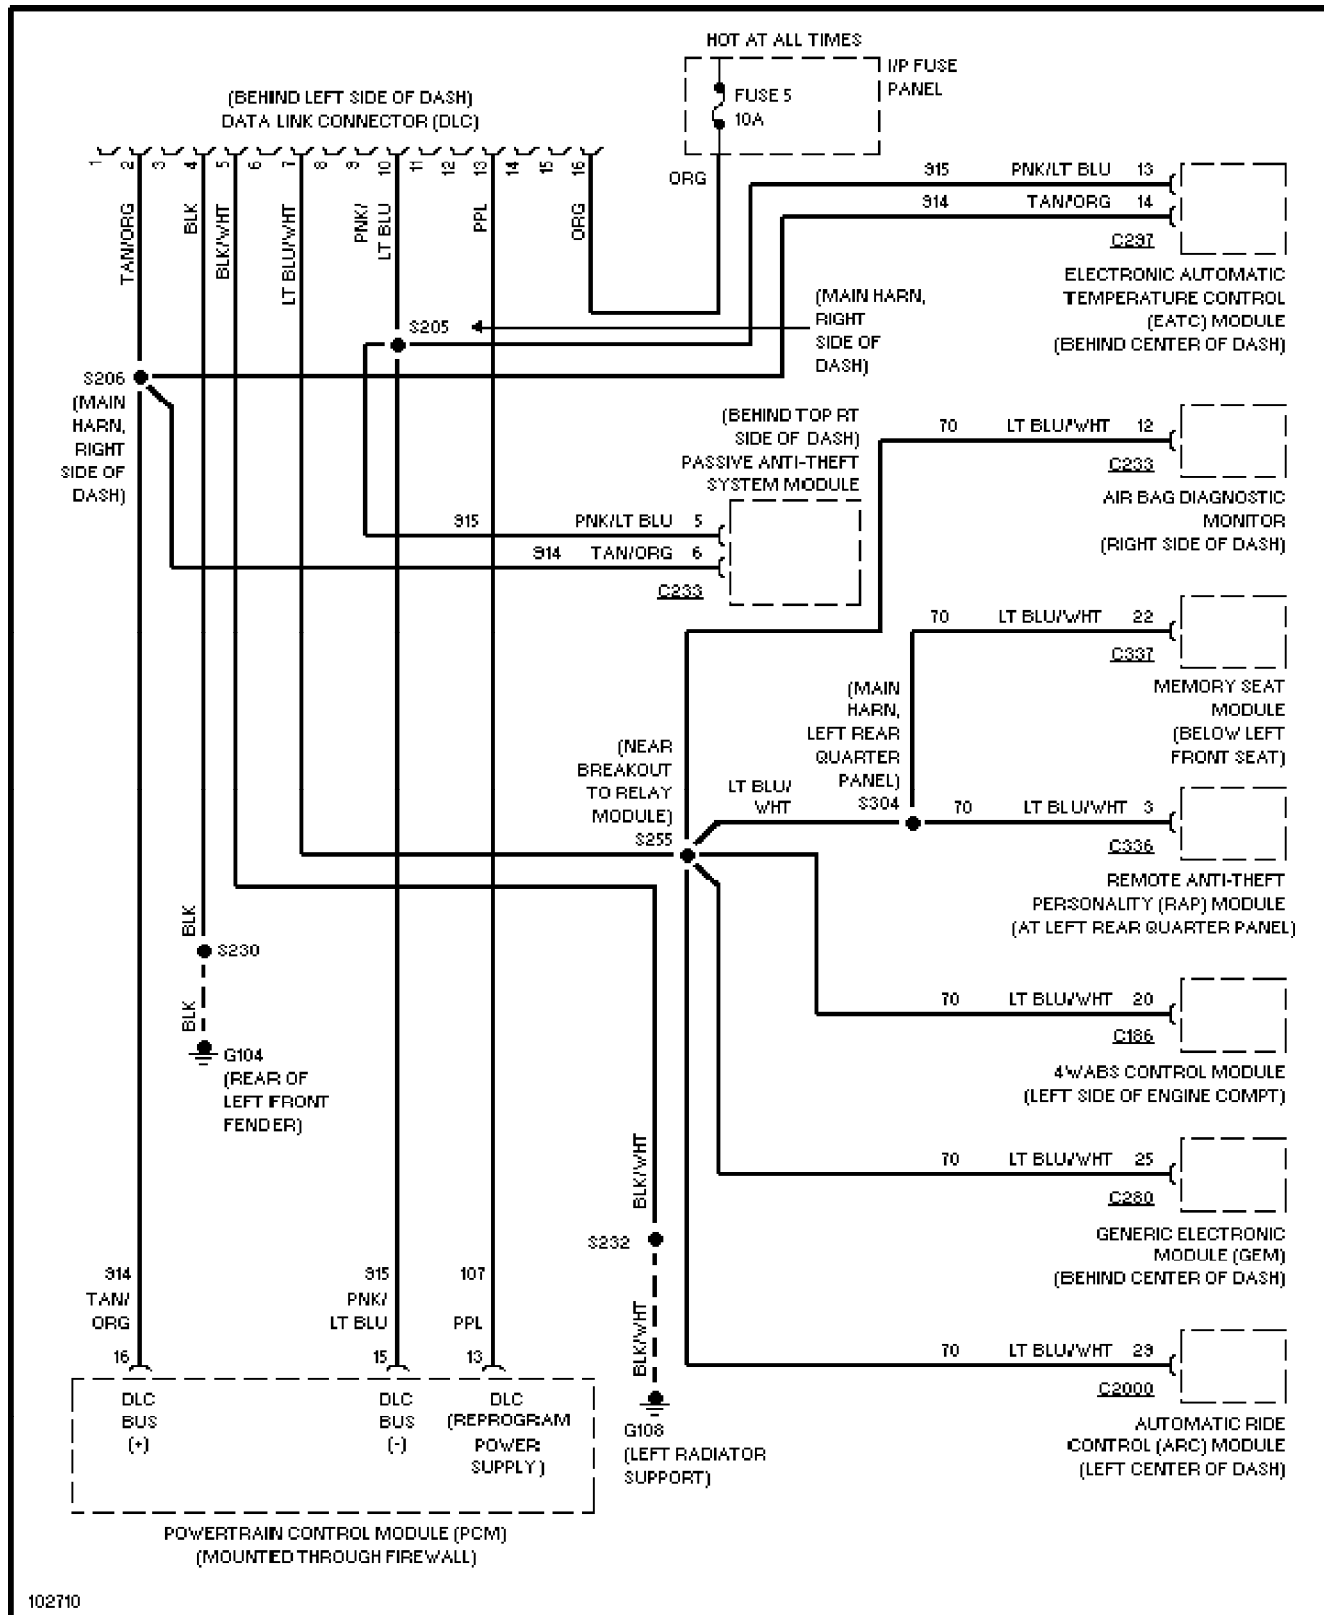 HOT AT ALL TIMES
I/P FUSE
PANEL
FUSE 5
10A
(BEHIND LEFT SIDE OF DASH)
DATA LINK CONNECTOR (DLC)
1 2 3 4 5 6 7 8 9 10 11 12 13 14 15 16
ORG
TAN/ORG
BLK
BLK/WHT
LT BLU/WHT
PNK/
LT BLU
PPL
ORG
915 PNK/LT BLU 13
914 TAN/ORG 14
C297
ELECTRONIC AUTOMATIC
TEMPERATURE CONTROL
(EATC) MODULE
(BEHIND CENTER OF DASH)
S205
(MAIN HARN,
RIGHT
SIDE OF
DASH)
S206
(MAIN
HARN,
RIGHT
SIDE OF
DASH)
(BEHIND TOP RT
SIDE OF DASH)
PASSIVE ANTI-THEFT
SYSTEM MODULE
915 PNK/LT BLU 5
914 TAN/ORG 6
C233
70 LT BLU/WHT 12
C233
AIR BAG DIAGNOSTIC
MONITOR
(RIGHT SIDE OF DASH)
70 LT BLU/WHT 22
C337
MEMORY SEAT
MODULE
(BELOW LEFT
FRONT SEAT)
(MAIN
HARN,
LEFT REAR
QUARTER
PANEL)
S304
(NEAR
BREAKOUT
TO RELAY
MODULE)
S255
LT BLU/
WHT
70 LT BLU/WHT 3
C336
REMOTE ANTI-THEFT
PERSONALITY (RAP) MODULE
(AT LEFT REAR QUARTER PANEL)
BLK
S230
BLK
G104
(REAR OF
LEFT FRONT
FENDER)
70 LT BLU/WHT 20
C186
4WABS CONTROL MODULE
(LEFT SIDE OF ENGINE COMPT)
70 LT BLU/WHT 25
C280
GENERIC ELECTRONIC
MODULE (GEM)
(BEHIND CENTER OF DASH)
BLK/WHT
S232
BLK/WHT
G108
(LEFT RADIATOR
SUPPORT)
70 LT BLU/WHT 29
C2000
AUTOMATIC RIDE
CONTROL (ARC) MODULE
(LEFT CENTER OF DASH)
914
TAN/
ORG
16
915
PNK/
LT BLU
15
107
PPL
13
DLC
BUS
(+)
DLC
BUS
(-)
DLC
(REPROGRAM
POWER
SUPPLY)
POWERTRAIN CONTROL MODULE (PCM)
(MOUNTED THROUGH FIREWALL)
102710